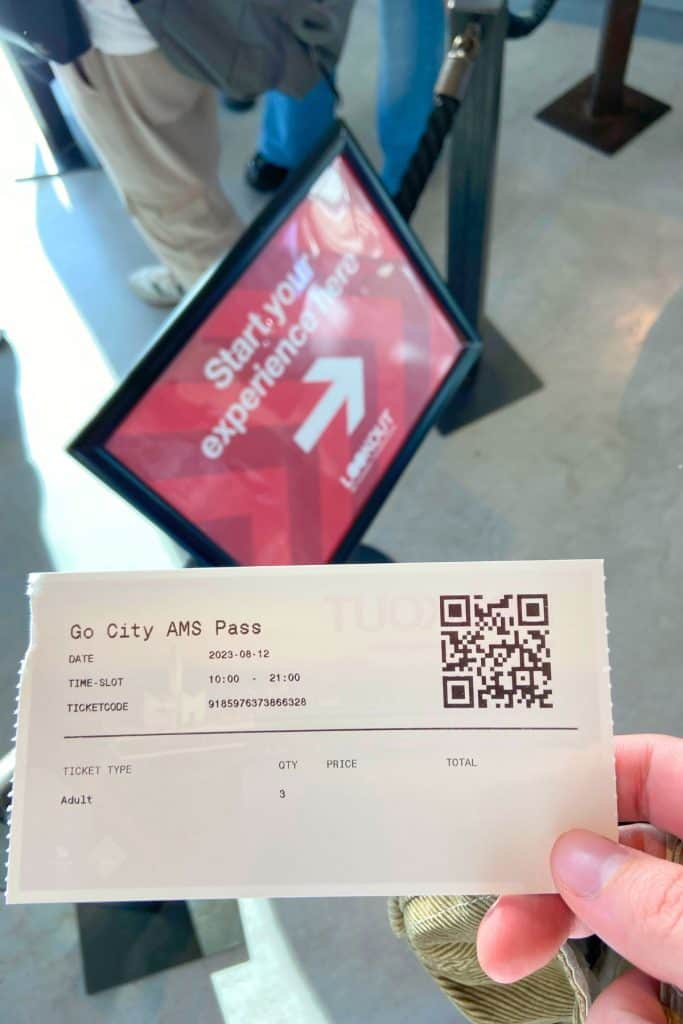 Start your
experience here
LOOKOUT
Go City AMS Pass
DATE 2023-08-12
TIME-SLOT 10:00 - 21:00
TICKETCODE 9185976373866328
TICKET TYPE QTY PRICE TOTAL
Adult 3